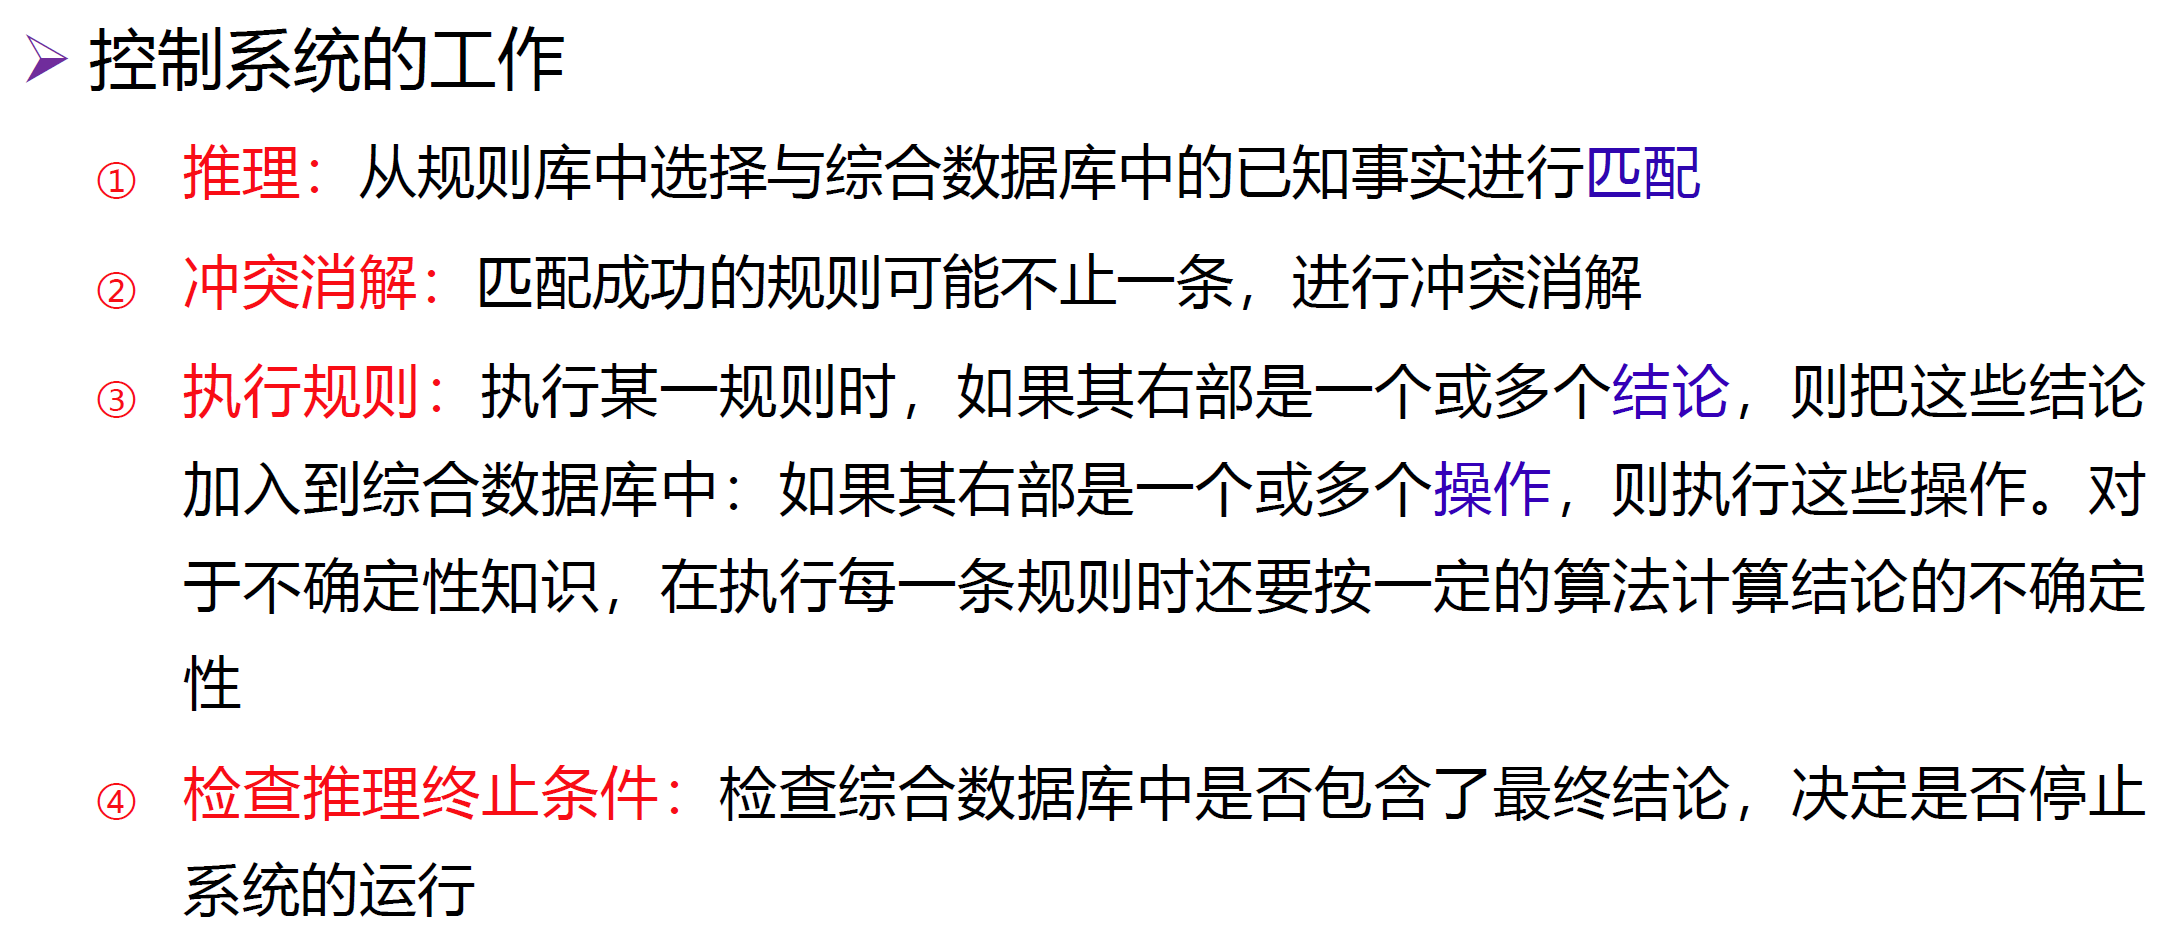 控制系统的工作
① 推理：从规则库中选择与综合数据库中的已知事实进行匹配
② 冲突消解：匹配成功的规则可能不止一条，进行冲突消解
③ 执行规则：执行某一规则时，如果其右部是一个或多个结论，则把这些结论
加入到综合数据库中：如果其右部是一个或多个操作，则执行这些操作。对
于不确定性知识，在执行每一条规则时还要按一定的算法计算结论的不确定
性
④ 检查推理终止条件：检查综合数据库中是否包含了最终结论，决定是否停止
系统的运行